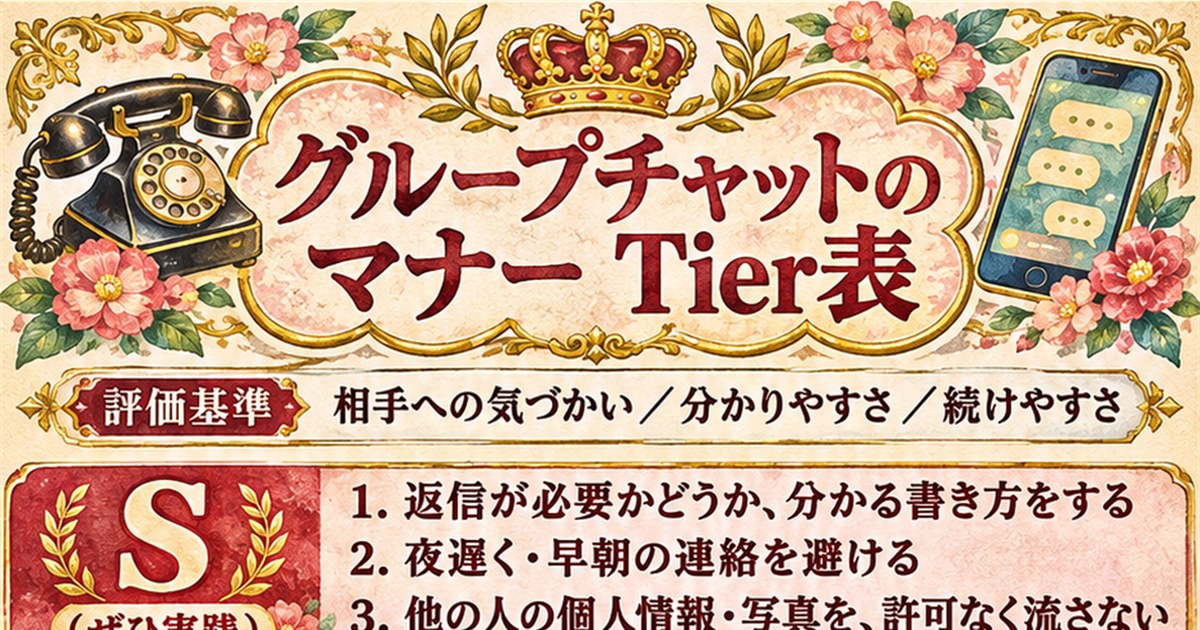 グループチャットの
マナー Tier表
評価基準
相手への気づかい／分かりやすさ／続けやすさ
S
(ぜひ実践)
1. 返信が必要かどうか、分かる書き方をする
2. 夜遅く・早朝の連絡を避ける
3. 他の人の個人情報・写真を、許可なく流さない